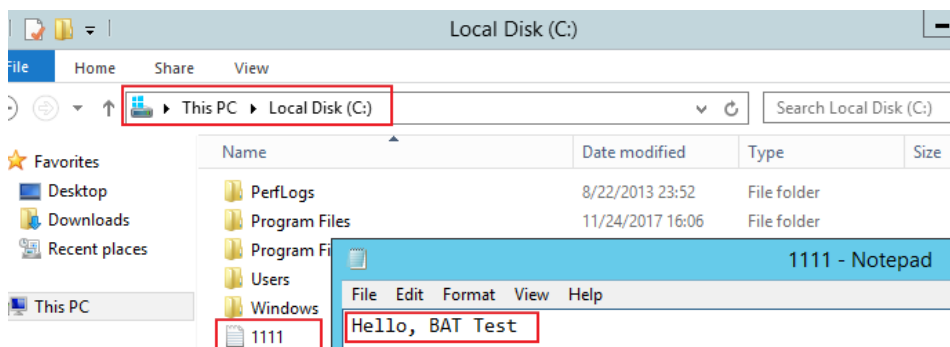 Local Disk (C:)
File Home Share View
This PC Local Disk (C:) Search Local Disk (C:)
Name Date modified Type Size
Favorites
Desktop PerfLogs 8/22/2013 23:52 File folder
Downloads Program Files 11/24/2017 16:06 File folder
Recent places Program Fi
1111 - Notepad
Users
File Edit Format View Help
This PC Windows
Hello, BAT Test
1111